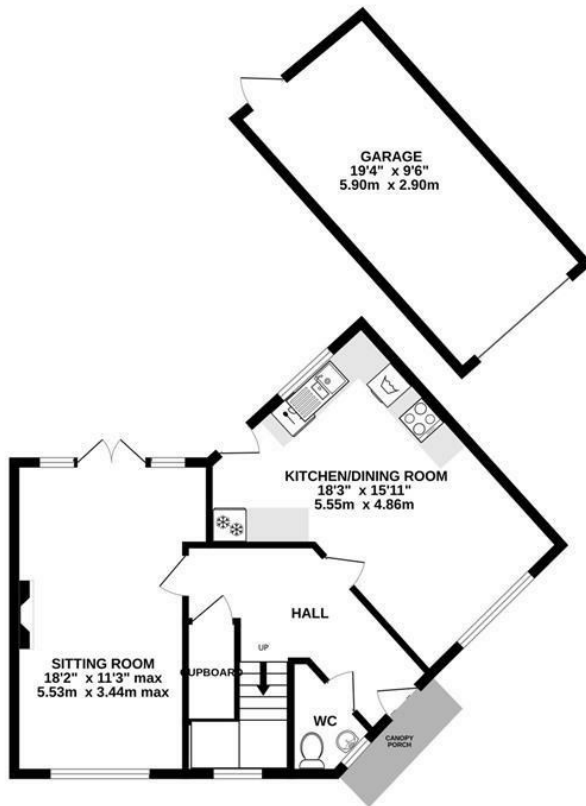 GARAGE
19'4" x 9'6"
5.90m x 2.90m
KITCHEN/DINING ROOM
18'3" x 15'11"
5.55m x 4.86m
HALL
UP
CUPBOARD
SITTING ROOM
18'2" x 11'3" max
5.53m x 3.44m max
WC
CANOPY
PORCH